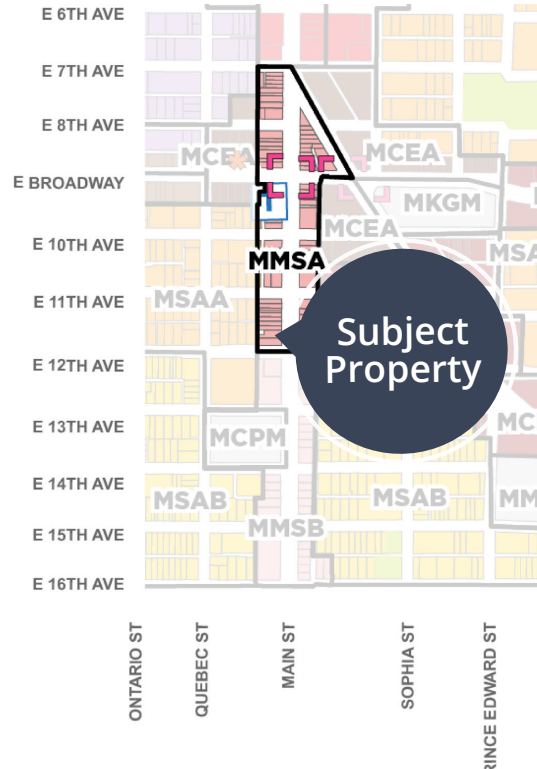 E 6TH AVE
E 7TH AVE
E 8TH AVE
MCEA
MCEA
E BROADWAY
MKGM
MCEA
E 10TH AVE
MMSA
MSA
MSAA
E 11TH AVE
Subject
Property
E 12TH AVE
MC
E 13TH AVE
MCPM
E 14TH AVE
MSAB
MSAB
MM
MMSB
E 15TH AVE
E 16TH AVE
ONTARIO ST
QUEBEC ST
MAIN ST
SOPHIA ST
RINCE EDWARD ST